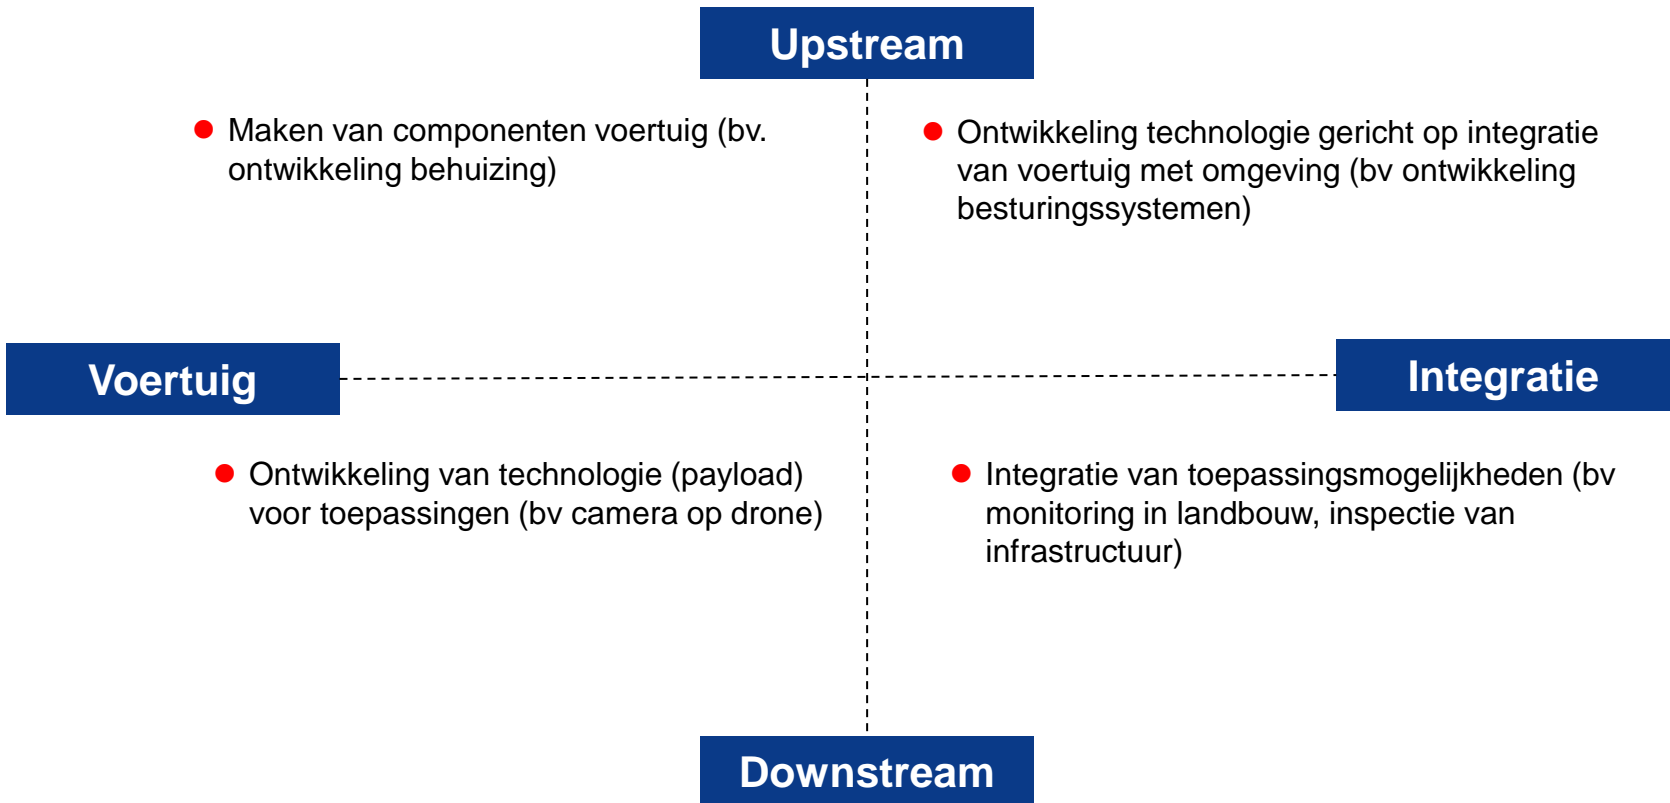 Upstream
Maken van componenten voertuig (bv.
ontwikkeling behuizing)
Ontwikkeling technologie gericht op integratie
van voertuig met omgeving (bv ontwikkeling
besturingssystemen)
Voertuig
Integratie
Ontwikkeling van technologie (payload)
voor toepassingen (bv camera op drone)
Integratie van toepassingsmogelijkheden (bv
monitoring in landbouw, inspectie van
infrastructuur)
Downstream